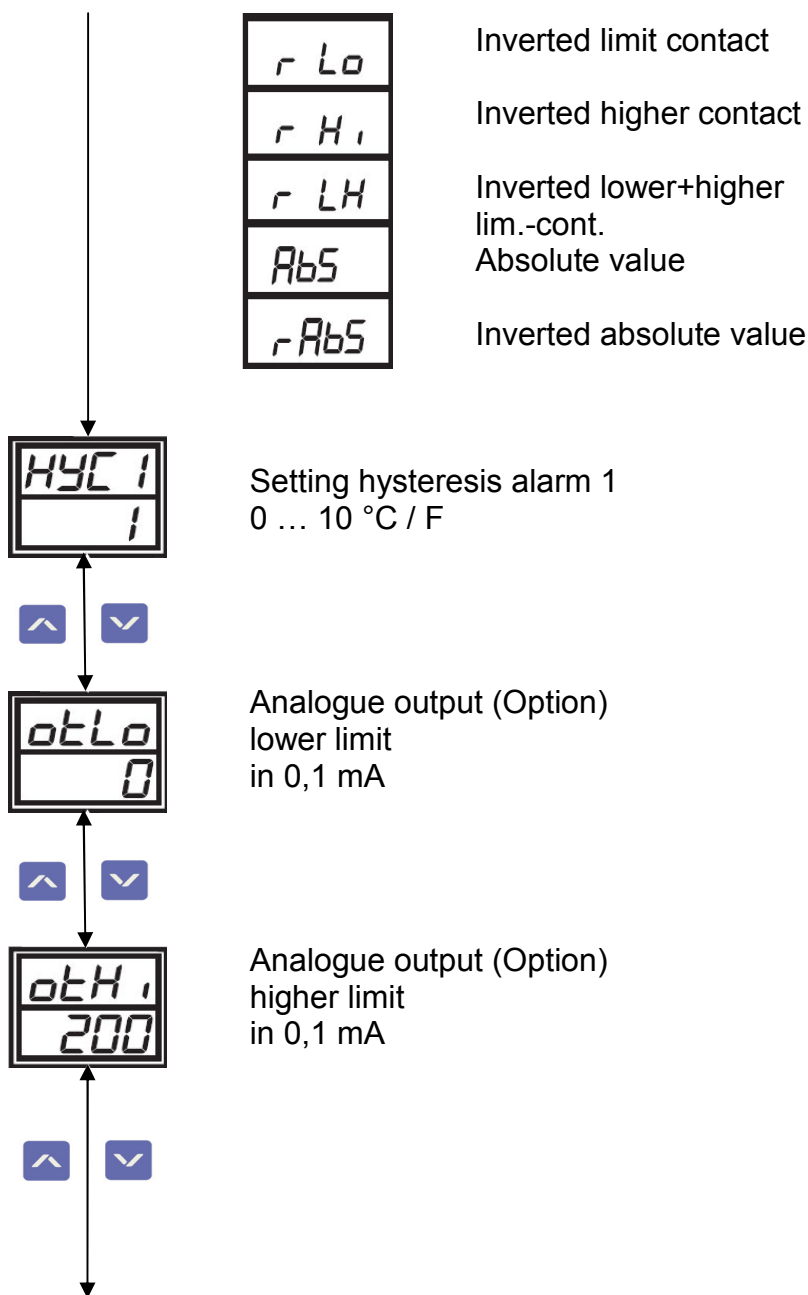 r Lo Inverted limit contact
r Hi Inverted higher contact
r LH Inverted lower+higher
lim.-cont.
AbS Absolute value
rAbS Inverted absolute value
HYC 1
1
Setting hysteresis alarm 1
0 … 10 °C / F
otLo
0
Analogue output (Option)
lower limit
in 0,1 mA
otHi
200
Analogue output (Option)
higher limit
in 0,1 mA